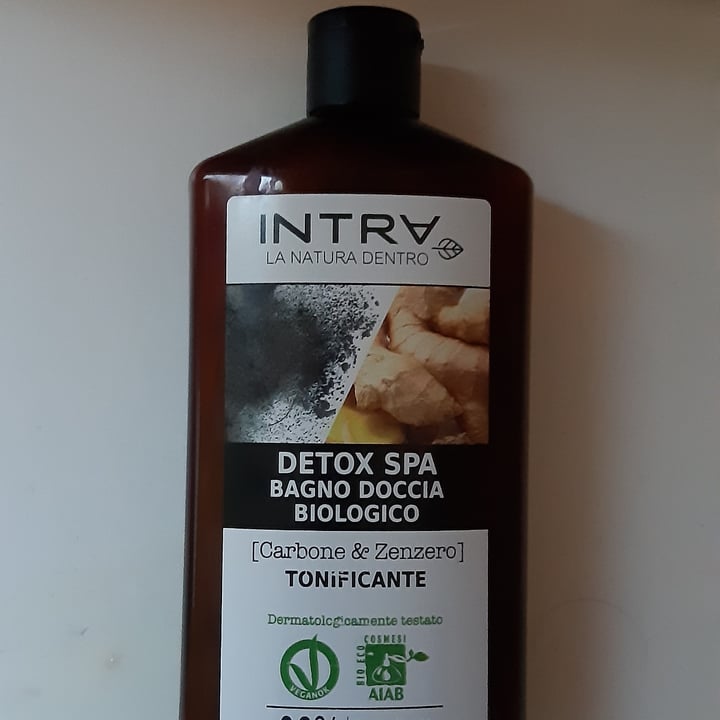 INTRA
LA NATURA DENTRO
DETOX SPA
BAGNO DOCCIA
BIOLOGICO
[Carbone & Zenzero]
TONIFICANTE
Dermatologicamente testato
VEGANOK
COSMESI
BIO ECO
AIAB